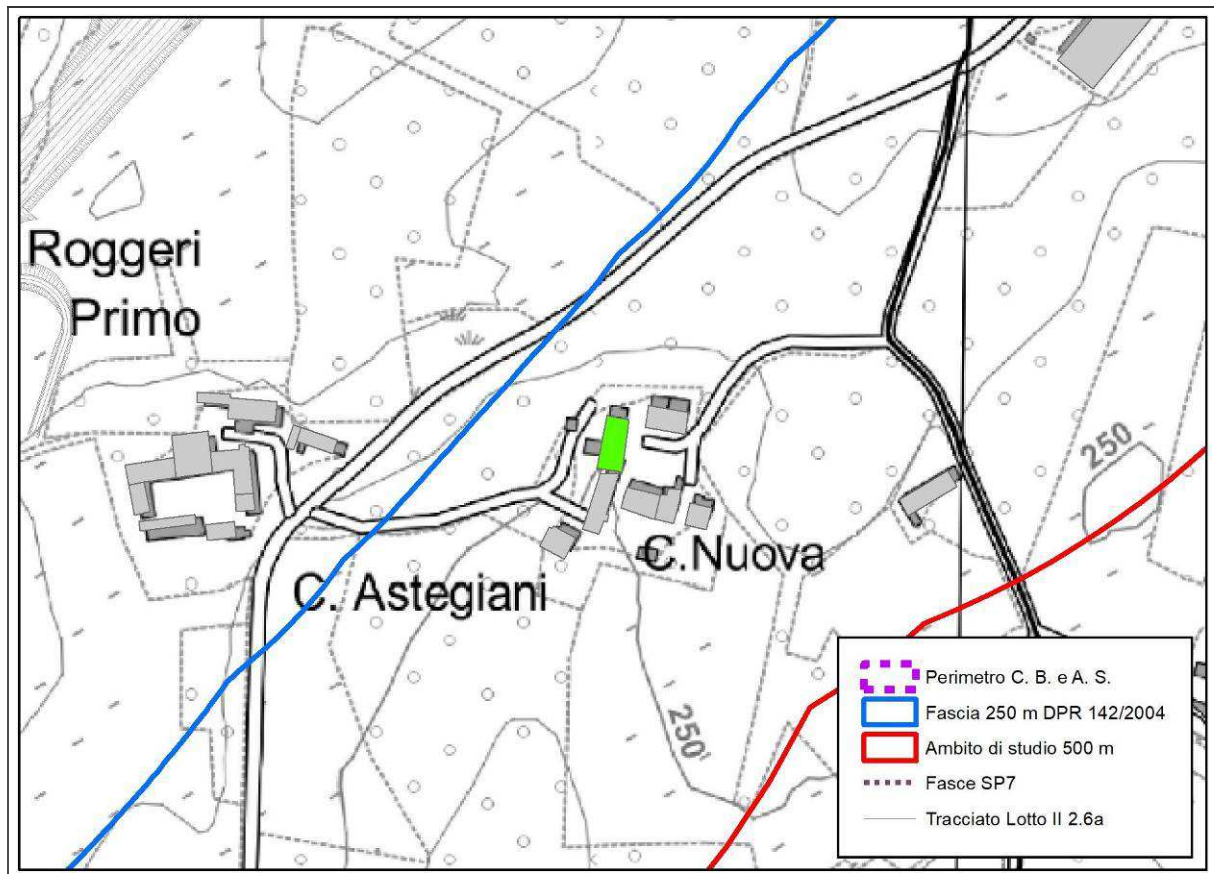 Roggeri
Primo
C. Astegiani
C.Nuova
250
250
Perimetro C. B. e A. S.
Fascia 250 m DPR 142/2004
Ambito di studio 500 m
Fasce SP7
Tracciato Lotto II 2.6a